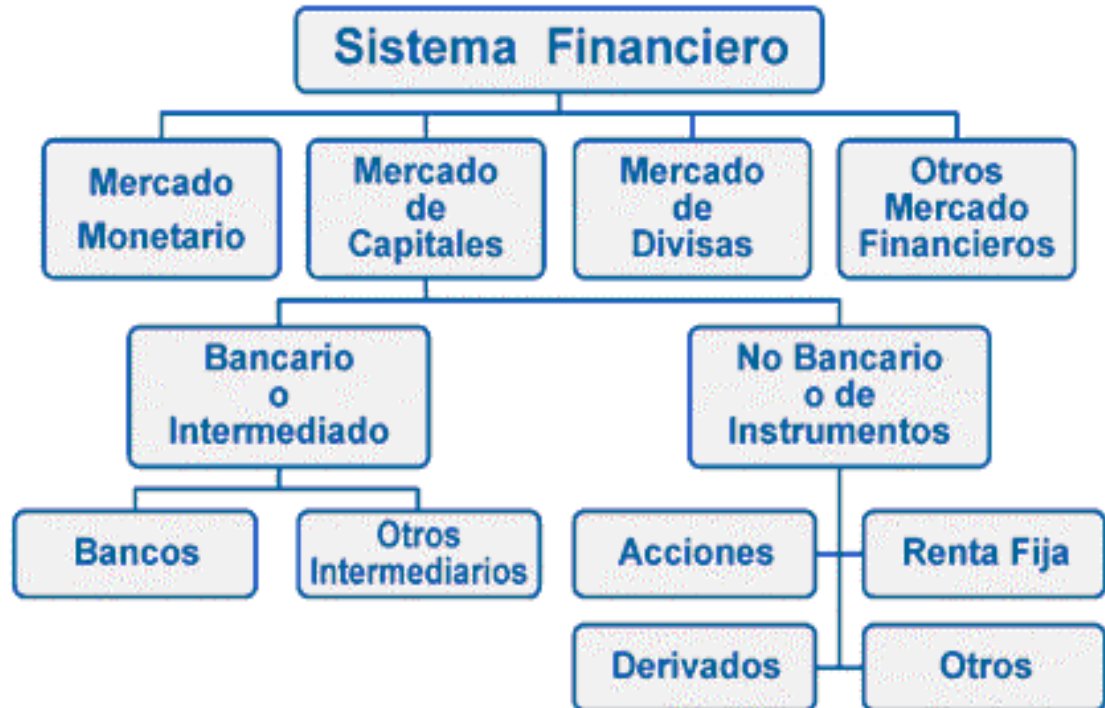 Sistema Financiero
Mercado
Monetario
Mercado
de
Capitales
Mercado
de
Divisas
Otros
Mercado
Financieros
Bancario
o
Intermediado
No Bancario
o de
Instrumentos
Bancos
Otros
Intermediarios
Acciones
Renta Fija
Derivados
Otros